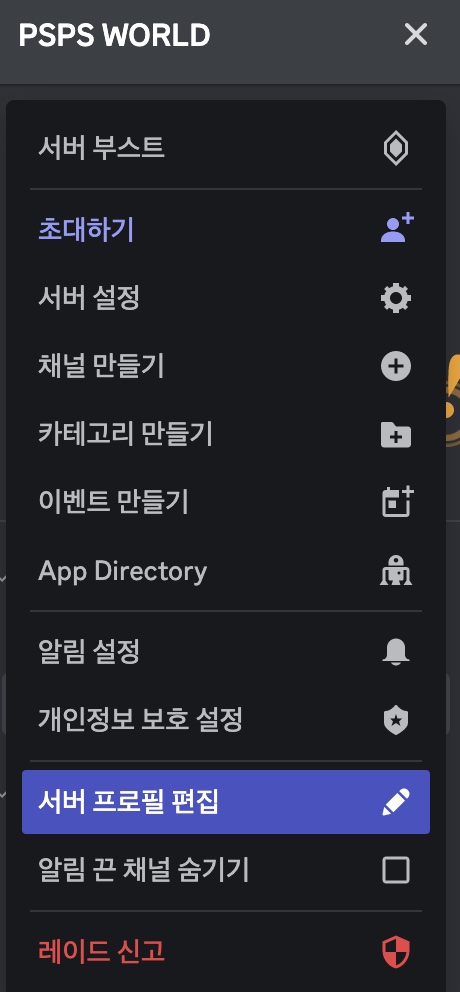 PSPS WORLD
서버 부스트
초대하기
서버 설정
채널 만들기
카테고리 만들기
이벤트 만들기
App Directory
알림 설정
개인정보 보호 설정
서버 프로필 편집
알림 끈 채널 숨기기
레이드 신고